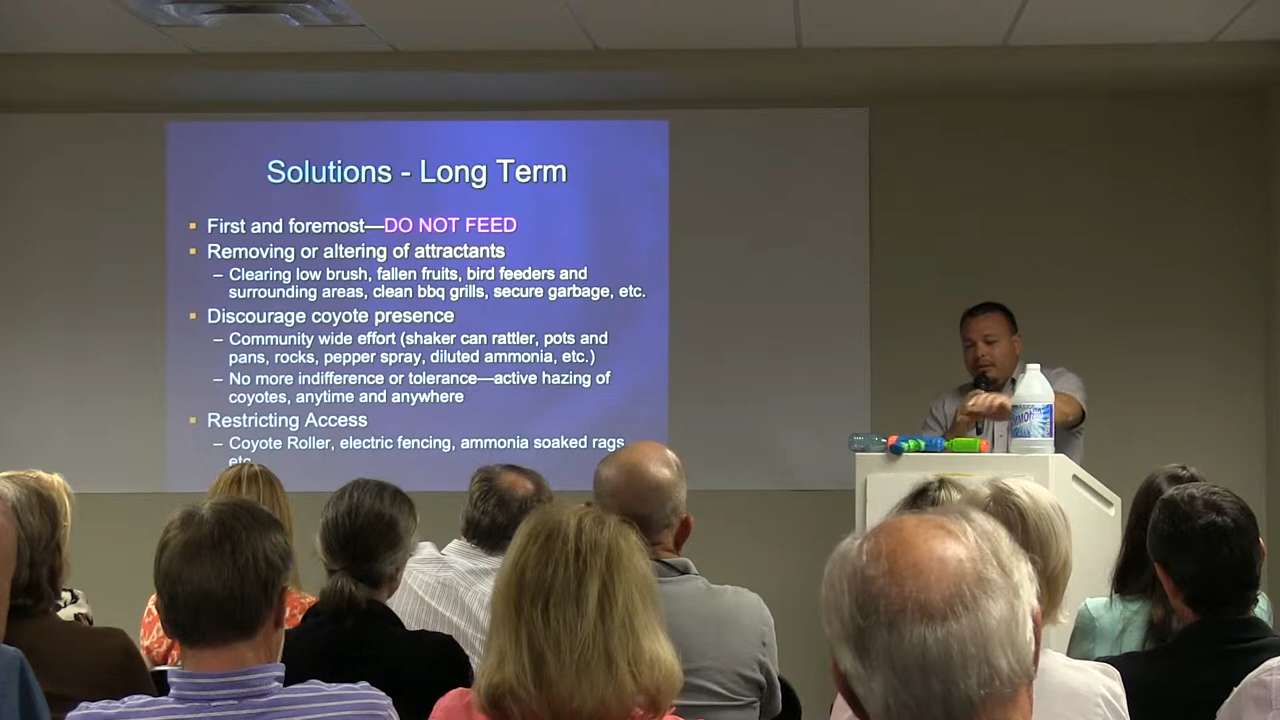 Solutions - Long Term
First and foremost—DO NOT FEED
Removing or altering of attractants
– Clearing low brush, fallen fruits, bird feeders and
surrounding areas, clean bbq grills, secure garbage, etc.
Discourage coyote presence
– Community wide effort (shaker can rattler, pots and
pans, rocks, pepper spray, diluted ammonia, etc.)
– No more indifference or tolerance—active hazing of
coyotes, anytime and anywhere
Restricting Access
– Coyote Roller, electric fencing, ammonia soaked rags
etc